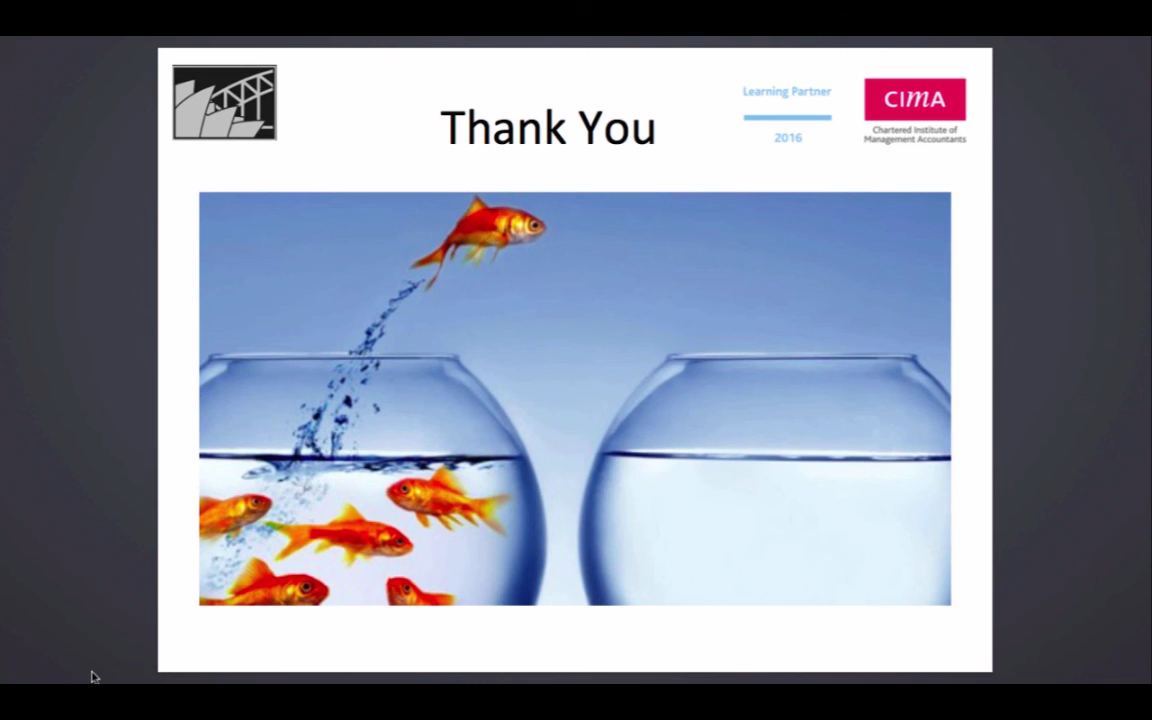 Thank You
Learning Partner
2016
CIMA
Chartered Institute of
Management Accountants